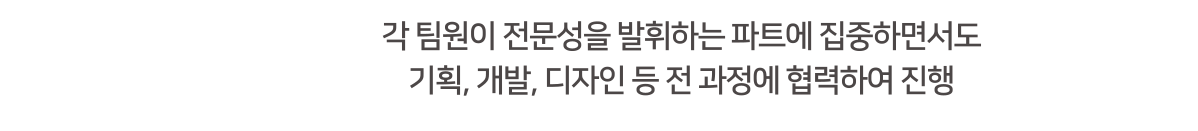 각 팀원이 전문성을 발휘하는 파트에 집중하면서도
기획, 개발, 디자인 등 전 과정에 협력하여 진행